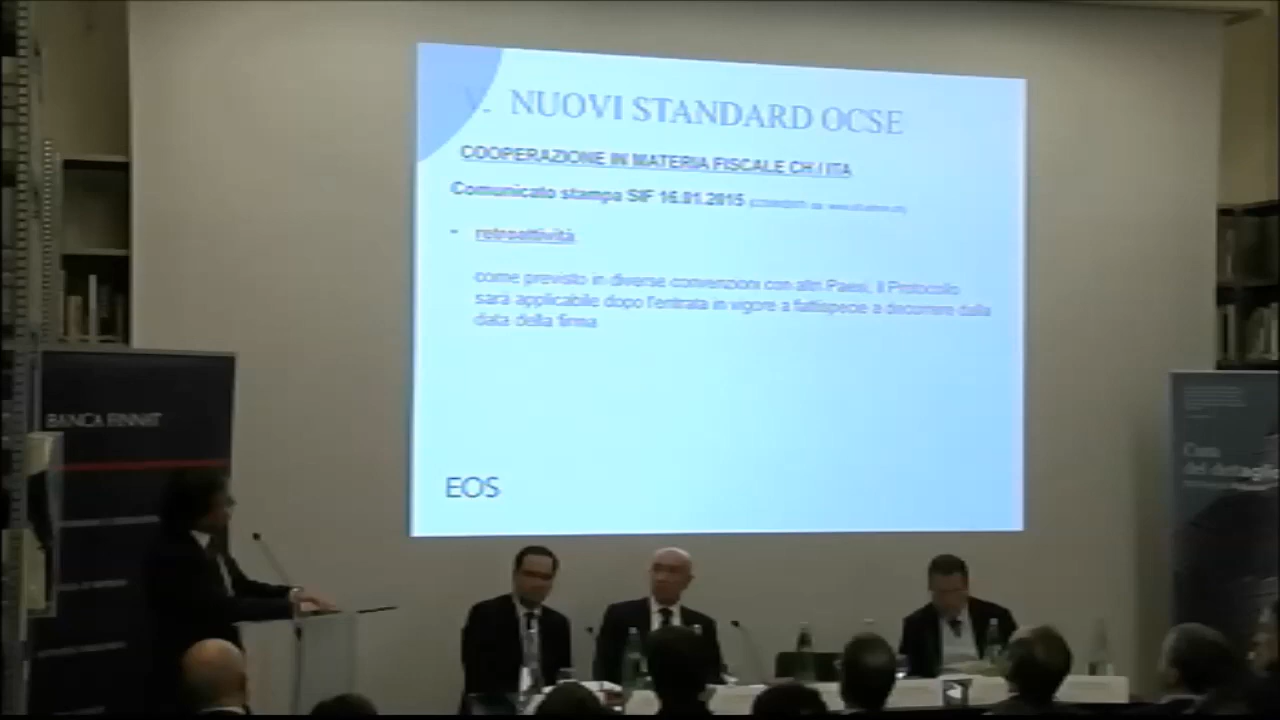 V. NUOVI STANDARD OCSE
COOPERAZIONE IN MATERIA FISCALE CH / ITA
Comunicato stampa SIF 16.01.2015
- retroattività
come previsto in diverse convenzioni con altri Paesi, il Protocollo
sarà applicabile dopo l'entrata in vigore a fattispecie a decorrere dalla
data della firma
EOS
BANCA FINNAT